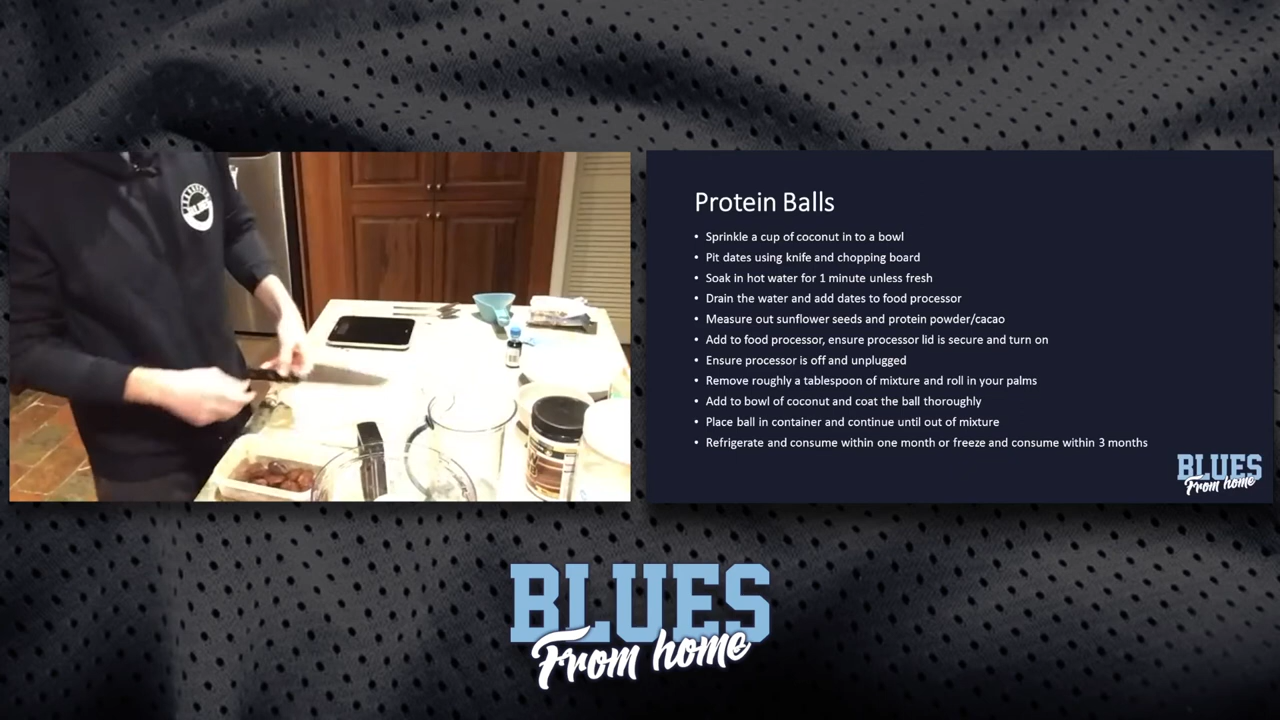 Protein Balls
• Sprinkle a cup of coconut in to a bowl
• Pit dates using knife and chopping board
• Soak in hot water for 1 minute unless fresh
• Drain the water and add dates to food processor
• Measure out sunflower seeds and protein powder/cacao
• Add to food processor, ensure processor lid is secure and turn on
• Ensure processor is off and unplugged
• Remove roughly a tablespoon of mixture and roll in your palms
• Add to bowl of coconut and coat the ball thoroughly
• Place ball in container and continue until out of mixture
• Refrigerate and consume within one month or freeze and consume within 3 months
BLUES
From home
BLUES
From home